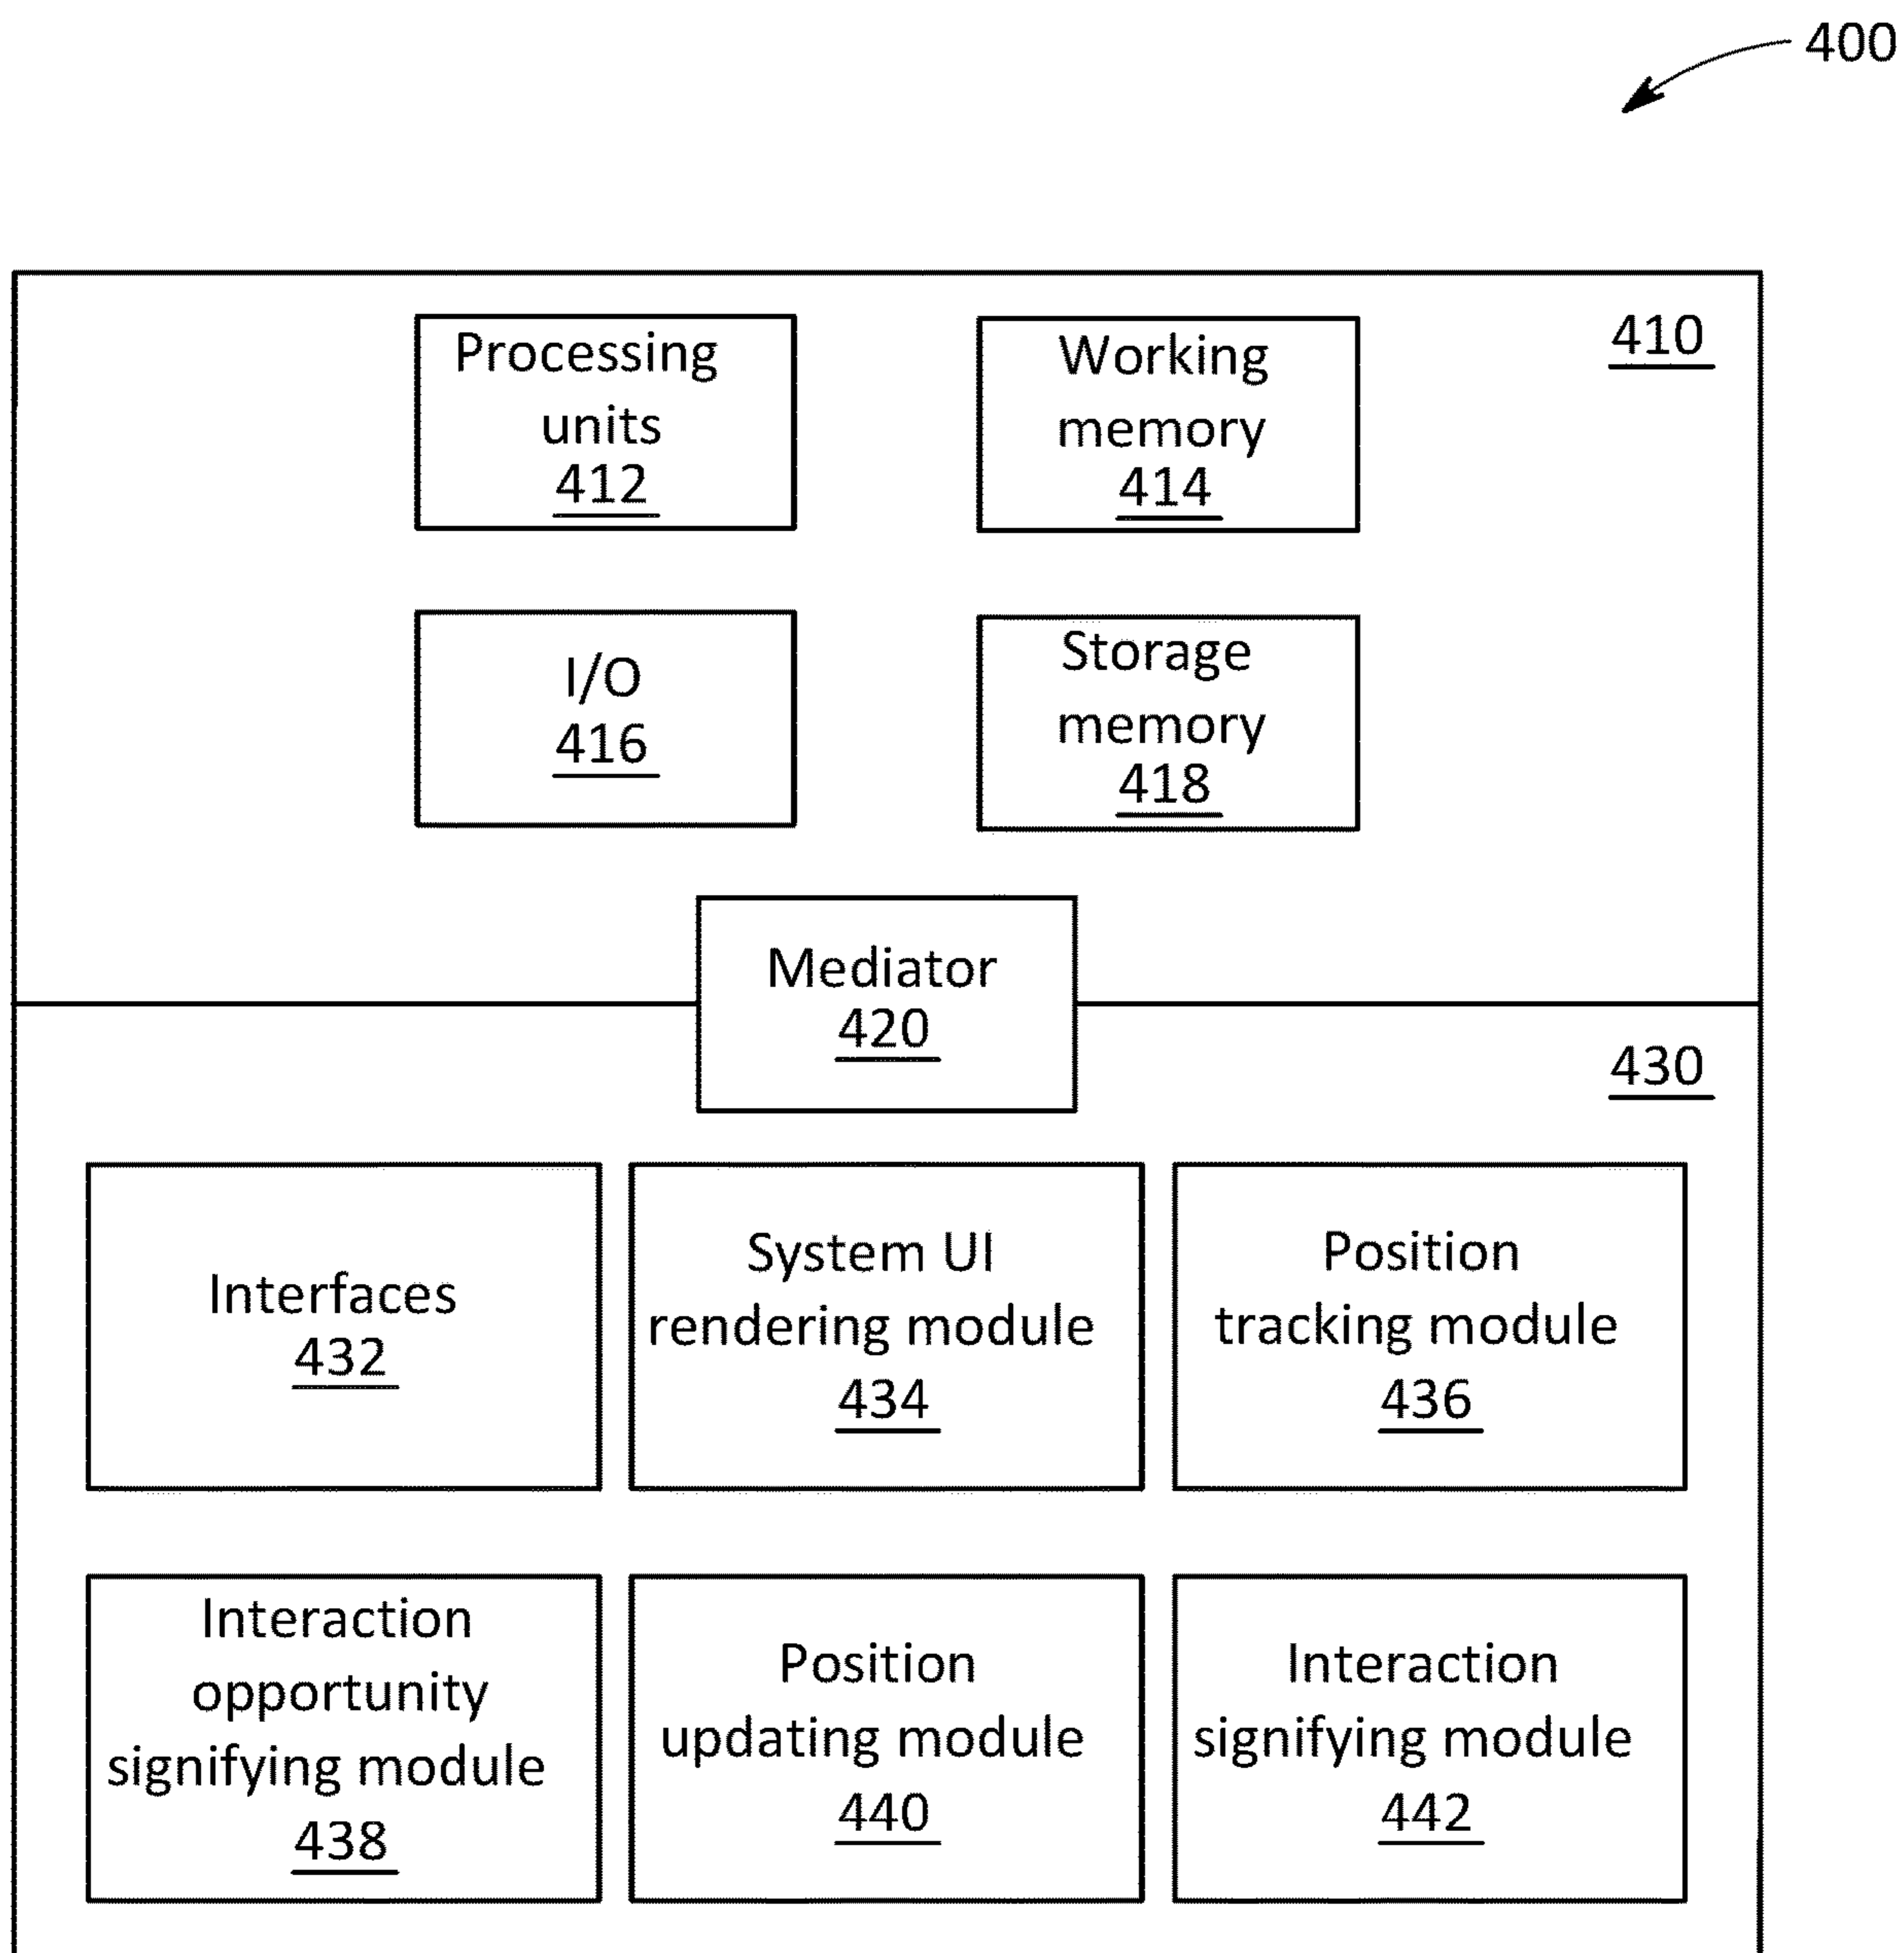 400
410
Processing
units
412
Working
memory
414
I/O
416
Storage
memory
418
Mediator
420
430
Interfaces
432
System UI
rendering module
434
Position
tracking module
436
Interaction
opportunity
signifying module
438
Position
updating module
440
Interaction
signifying module
442